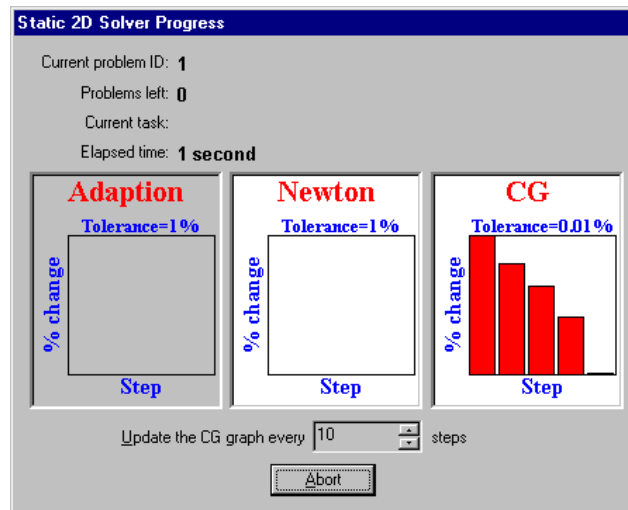 Static 2D Solver Progress
Current problem ID: 1
Problems left: 0
Current task:
Elapsed time: 1 second
Adaption
Tolerance=1%
% change
Step
Newton
Tolerance=1%
% change
Step
CG
Tolerance=0.01%
% change
Step
Update the CG graph every 10 steps
Abort